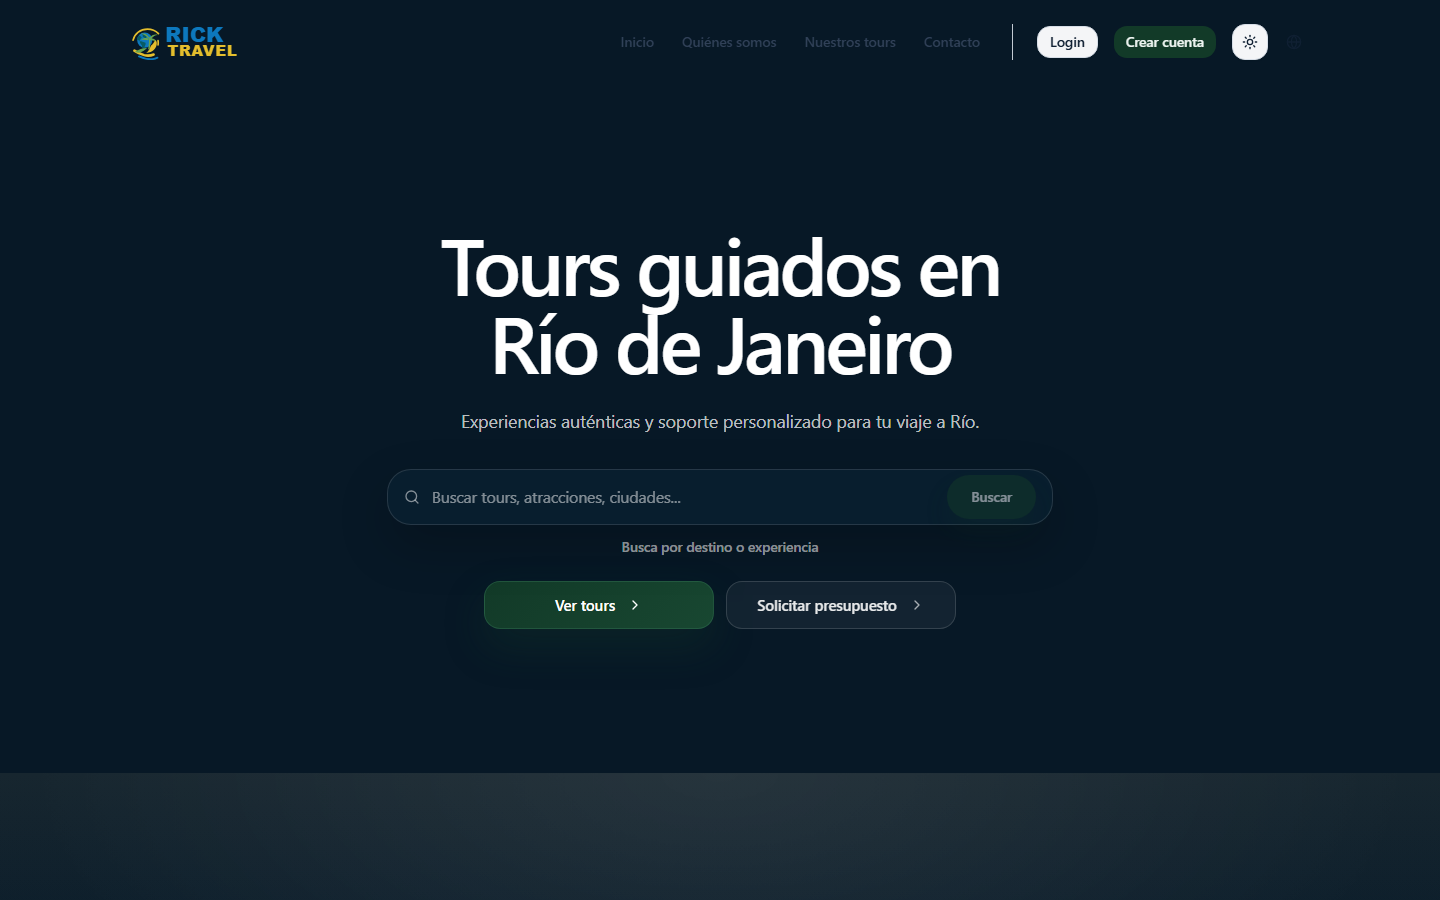 RICK
TRAVEL
Inicio
Quiénes somos
Nuestros tours
Contacto
Login
Crear cuenta
Tours guiados en
Río de Janeiro
Experiencias auténticas y soporte personalizado para tu viaje a Río.
Buscar tours, atracciones, ciudades...
Buscar
Busca por destino o experiencia
Ver tours
Solicitar presupuesto